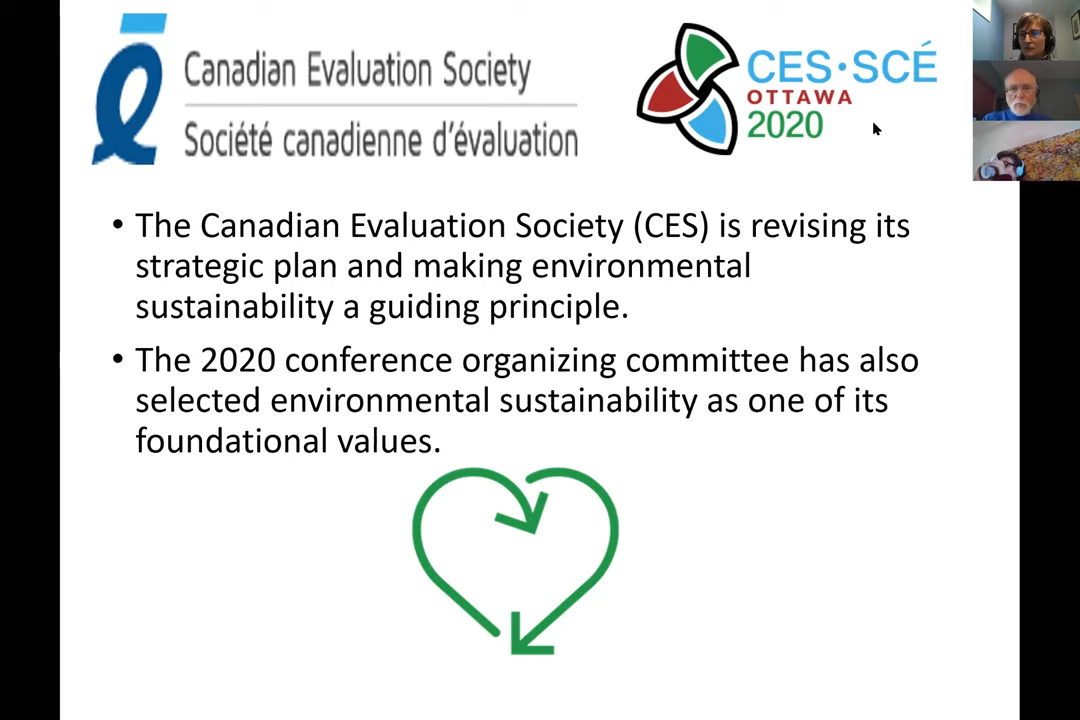 Canadian Evaluation Society
Société canadienne d'évaluation
CES·SCÉ
OTTAWA
2020
• The Canadian Evaluation Society (CES) is revising its
strategic plan and making environmental
sustainability a guiding principle.
• The 2020 conference organizing committee has also
selected environmental sustainability as one of its
foundational values.